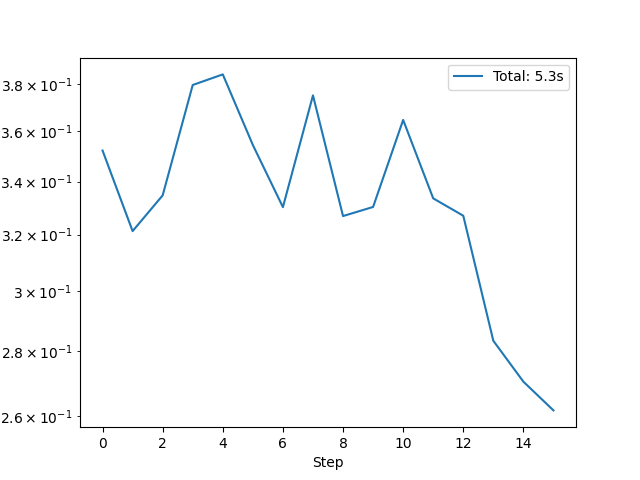 Total: 5.3s
3.8 × 10⁻¹
3.6 × 10⁻¹
3.4 × 10⁻¹
3.2 × 10⁻¹
3 × 10⁻¹
2.8 × 10⁻¹
2.6 × 10⁻¹
0 2 4 6 8 10 12 14
Step